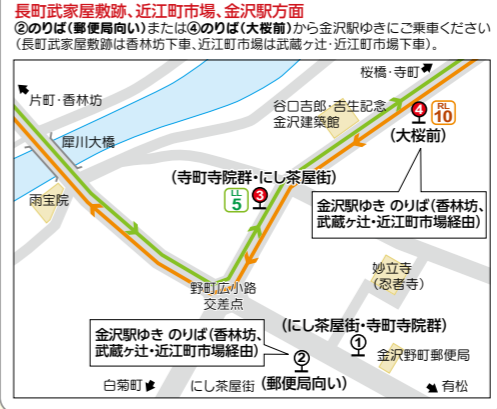 長町武家屋敷跡、近江町市場、金沢駅方面
②のりば(郵便局向い)または④のりば(大桜前)から金沢駅ゆきにご乗車ください
(長町武家屋敷跡は香林坊下車、近江町市場は武蔵ヶ辻・近江町市場下車)。
片町・香林坊
桜橋・寺町
犀川大橋
谷口吉郎・吉生記念
金沢建築館
④
RL
10
(大桜前)
雨宝院
(寺町寺院群・にし茶屋街)
LL
5
③
金沢駅ゆき のりば(香林坊、
武蔵ヶ辻・近江町市場経由)
野町広小路
交差点
妙立寺
(忍者寺)
金沢駅ゆき のりば(香林坊、
武蔵ヶ辻・近江町市場経由)
(にし茶屋街・寺町寺院群)
①
②
金沢野町郵便局
白菊町
にし茶屋街
(郵便局向い)
有松